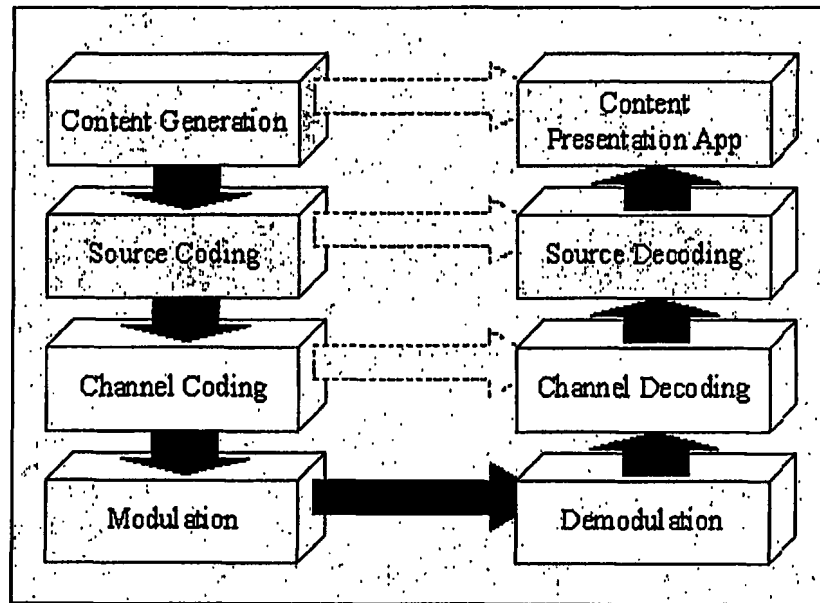 Content Generation
Content
Presentation App
Source Coding
Source Decoding
Channel Coding
Channel Decoding
Modulation
Demodulation